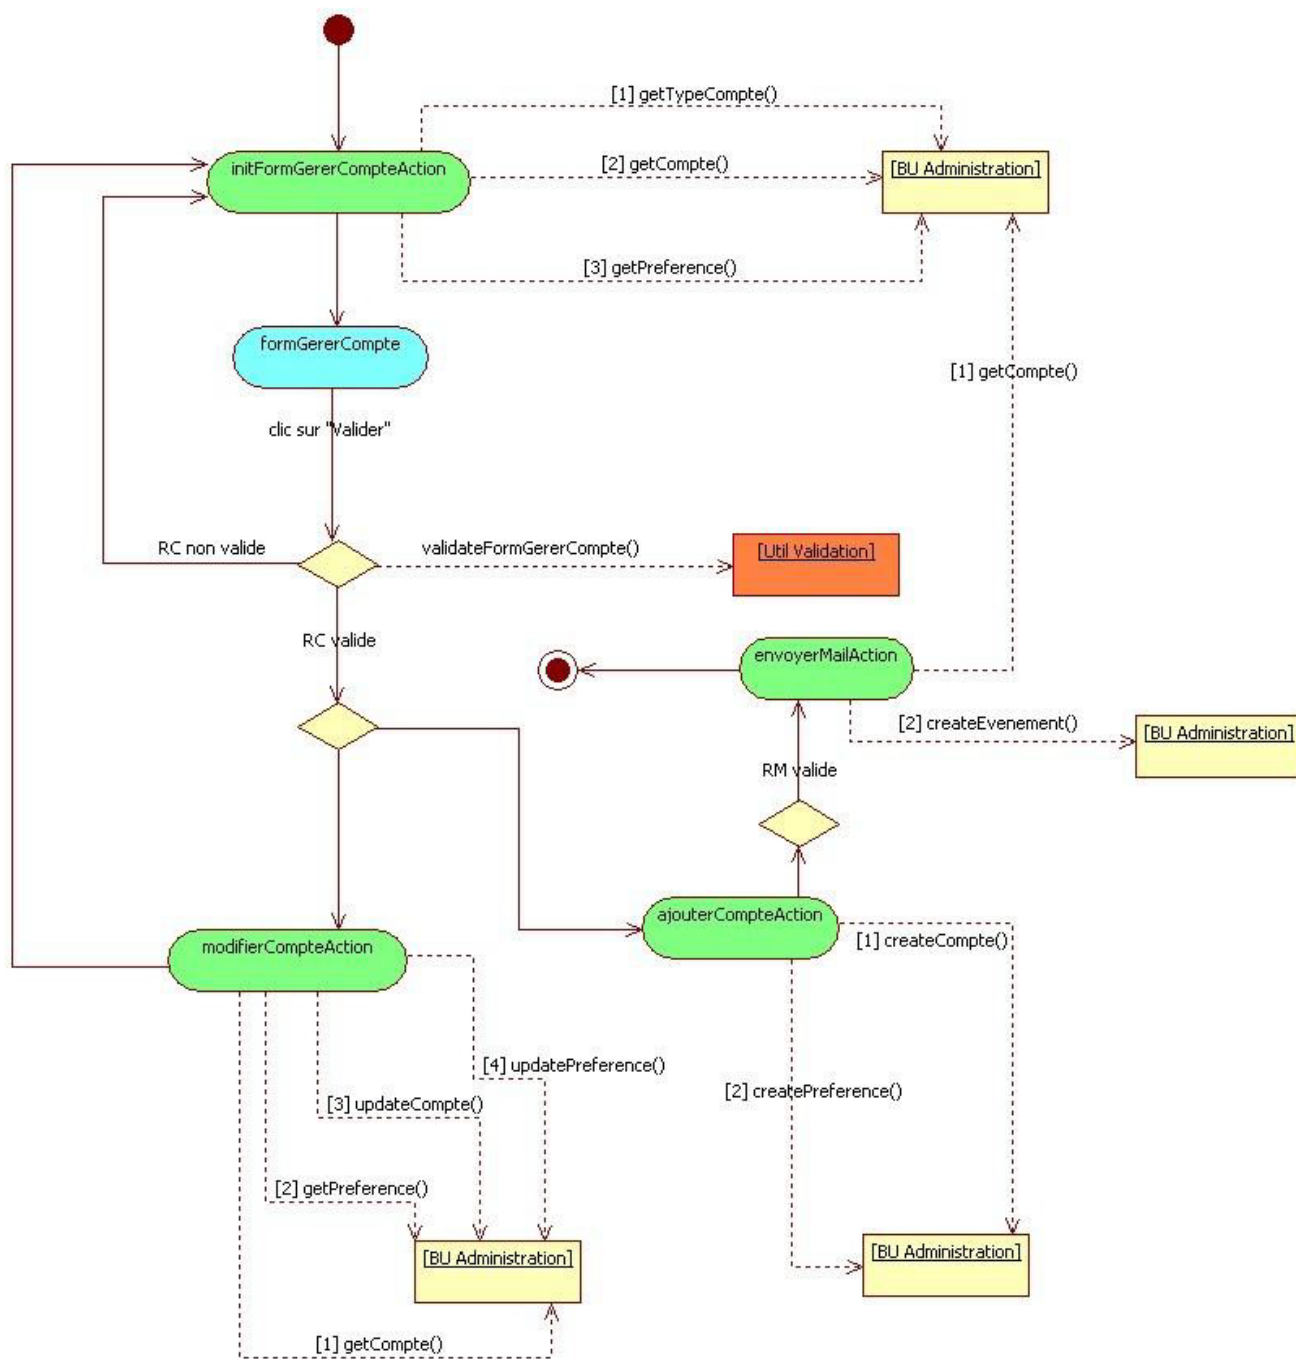 [1] getTypeCompte()
initFormGererCompteAction
[2] getCompte()
[BU Administration]
[3] getPreference()
formGererCompte
[1] getCompte()
clic sur "Valider"
RC non valide
validateFormGererCompte()
[Util Validation]
RC valide
envoyerMailAction
[2] createEvenement()
[BU Administration]
RM valide
ajouterCompteAction
[1] createCompte()
modifierCompteAction
[4] updatePreference()
[2] createPreference()
[3] updateCompte()
[2] getPreference()
[BU Administration]
[BU Administration]
[1] getCompte()